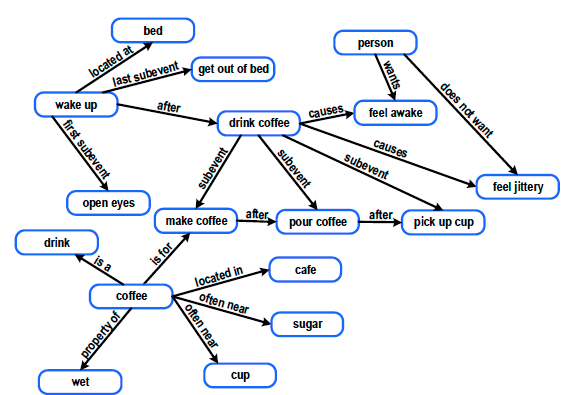 bed
person
located at
last subevent
get out of bed
wants
does not want
wake up
after
drink coffee
causes
feel awake
first subevent
causes
subevent
subevent
subevent
feel jittery
open eyes
make coffee
after
pour coffee
after
pick up cup
drink
is a
is for
located in
cafe
coffee
often near
sugar
property of
often near
wet
cup